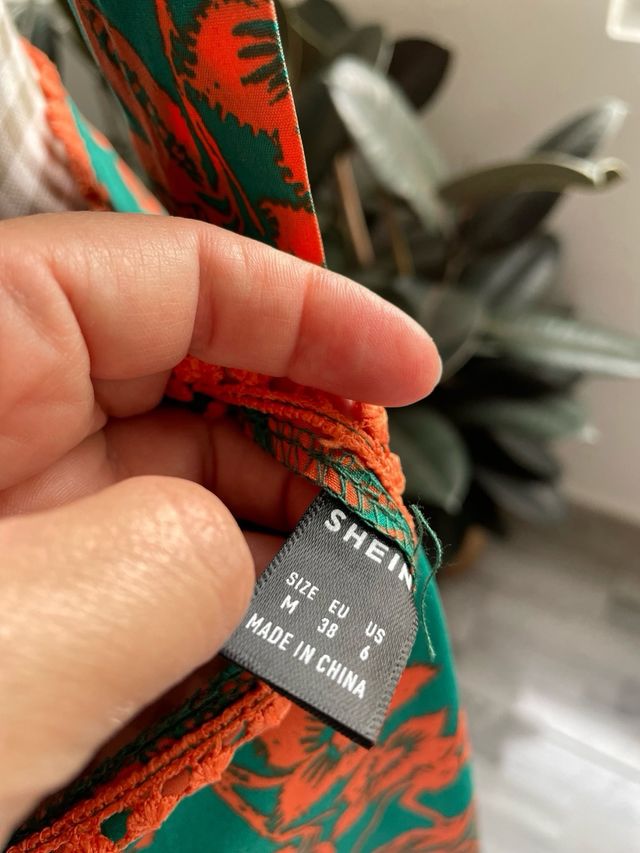 SHEIN
SIZE EU US
M 38 6
MADE IN CHINA